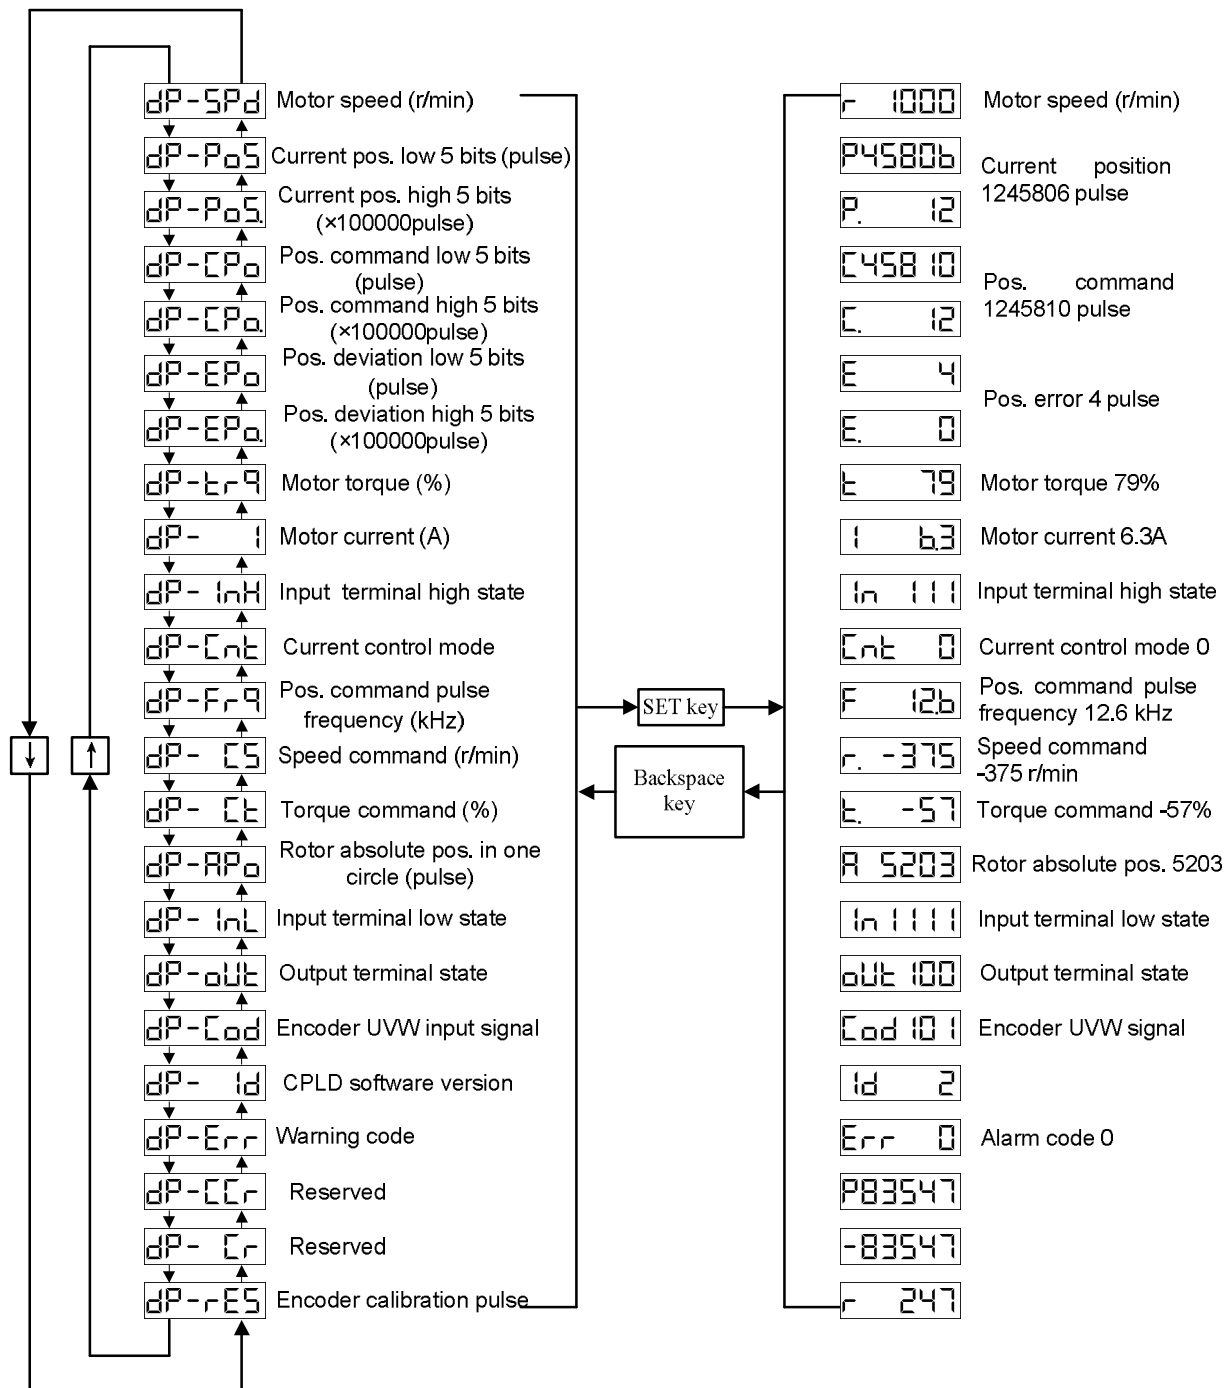 dP-SPd Motor speed (r/min)
dP-PoS Current pos. low 5 bits (pulse)
dP-PoS. Current pos. high 5 bits
(×100000pulse)
dP-CPo Pos. command low 5 bits
(pulse)
dP-CPo. Pos. command high 5 bits
(×100000pulse)
dP-EPo Pos. deviation low 5 bits
(pulse)
dP-EPo. Pos. deviation high 5 bits
(×100000pulse)
dP-trq Motor torque (%)
dP- I Motor current (A)
dP- InH Input terminal high state
dP-Cnt Current control mode
dP-Frq Pos. command pulse
frequency (kHz)
dP- CS Speed command (r/min)
dP- Ct Torque command (%)
dP-APo Rotor absolute pos. in one
circle (pulse)
dP- InL Input terminal low state
dP-oUt Output terminal state
dP-Cod Encoder UVW input signal
dP- Id CPLD software version
dP-Err Warning code
dP-CCr Reserved
dP- Cr Reserved
dP-rES Encoder calibration pulse
↓
↑
SET key
Backspace
key
r 1000 Motor speed (r/min)
P45806
Current position
1245806 pulse
P. 12
C45810
Pos. command
1245810 pulse
C. 12
E 4
Pos. error 4 pulse
E. 0
t 79 Motor torque 79%
I 6.3 Motor current 6.3A
In 111 Input terminal high state
Cnt 0 Current control mode 0
F 12.6 Pos. command pulse
frequency 12.6 kHz
r. -375 Speed command
-375 r/min
t. -57 Torque command -57%
A 5203 Rotor absolute pos. 5203
In 1111 Input terminal low state
oUt 100 Output terminal state
Cod 101 Encoder UVW signal
Id 2
Err 0 Alarm code 0
P83547
-83547
r 247